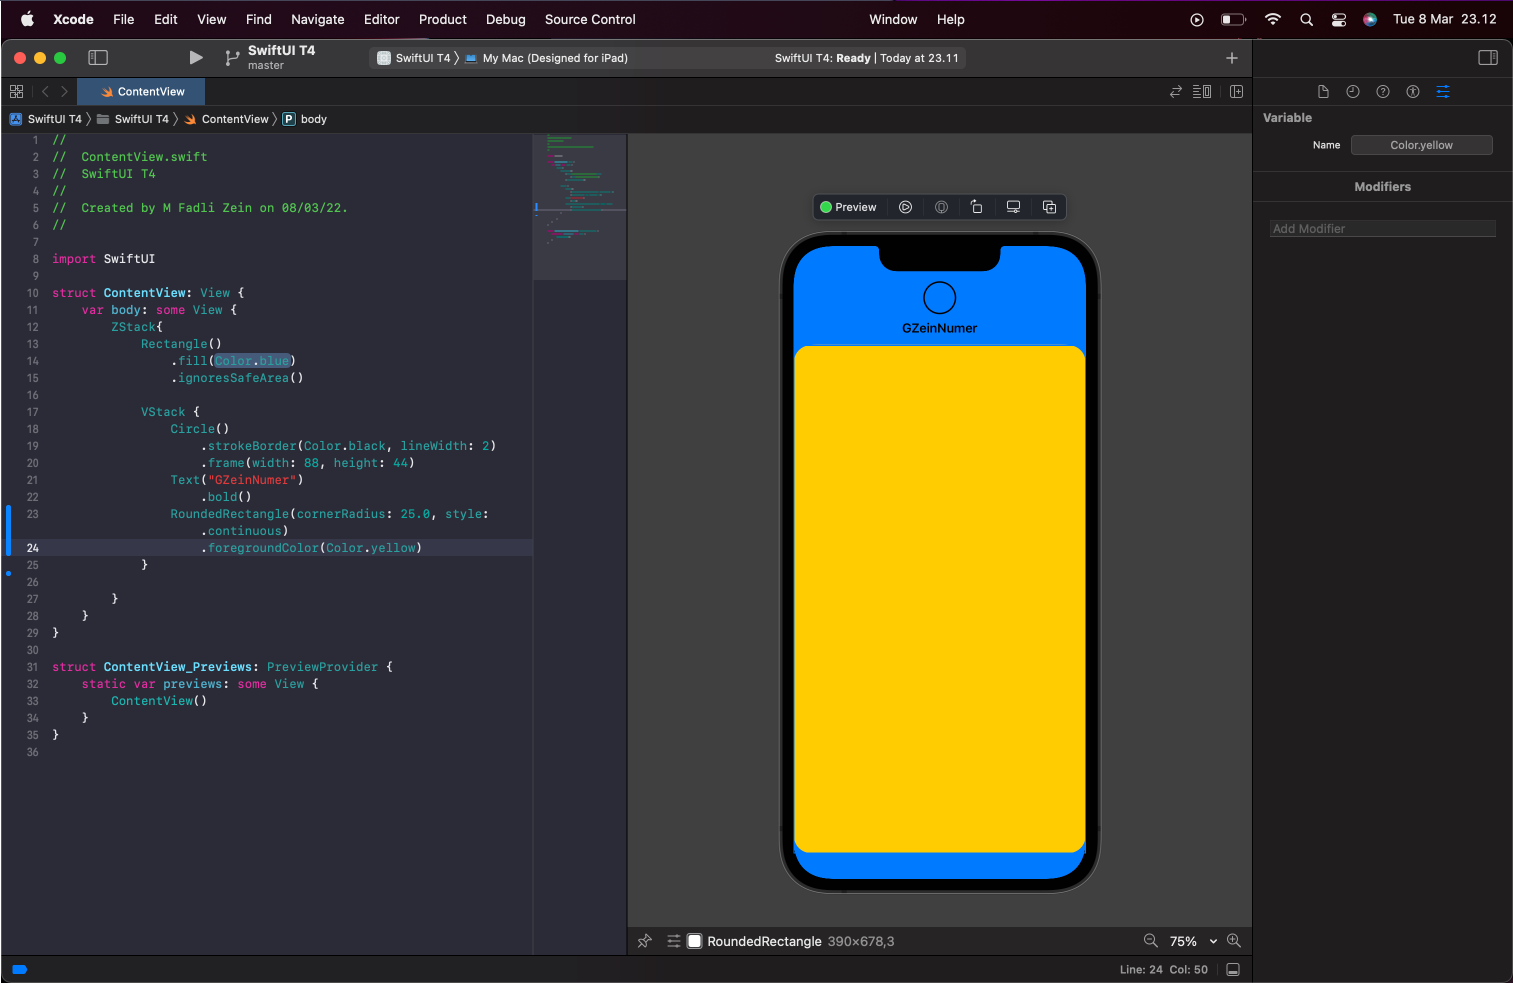 Xcode File Edit View Find Navigate Editor Product Debug Source Control Window Help Tue 8 Mar 23.12
SwiftUI T4
master
SwiftUI T4 My Mac (Designed for iPad) SwiftUI T4: Ready | Today at 23.11
ContentView
SwiftUI T4 SwiftUI T4 ContentView P body
1 //
2 //  ContentView.swift
3 //  SwiftUI T4
4 //
5 //  Created by M Fadli Zein on 08/03/22.
6 //
7
8 import SwiftUI
9
10 struct ContentView: View {
11     var body: some View {
12         ZStack{
13             Rectangle()
14                 .fill(Color.blue)
15                 .ignoresSafeArea()
16
17             VStack {
18                 Circle()
19                     .strokeBorder(Color.black, lineWidth: 2)
20                     .frame(width: 88, height: 44)
21                 Text("GZeinNumer")
22                     .bold()
23                 RoundedRectangle(cornerRadius: 25.0, style:
                     .continuous)
24                     .foregroundColor(Color.yellow)
25             }
26
27         }
28     }
29 }
30
31 struct ContentView_Previews: PreviewProvider {
32     static var previews: some View {
33         ContentView()
34     }
35 }
36
Preview
GZeinNumer
RoundedRectangle 390×678,3 75%
Line: 24 Col: 50
Variable
Name Color.yellow
Modifiers
Add Modifier